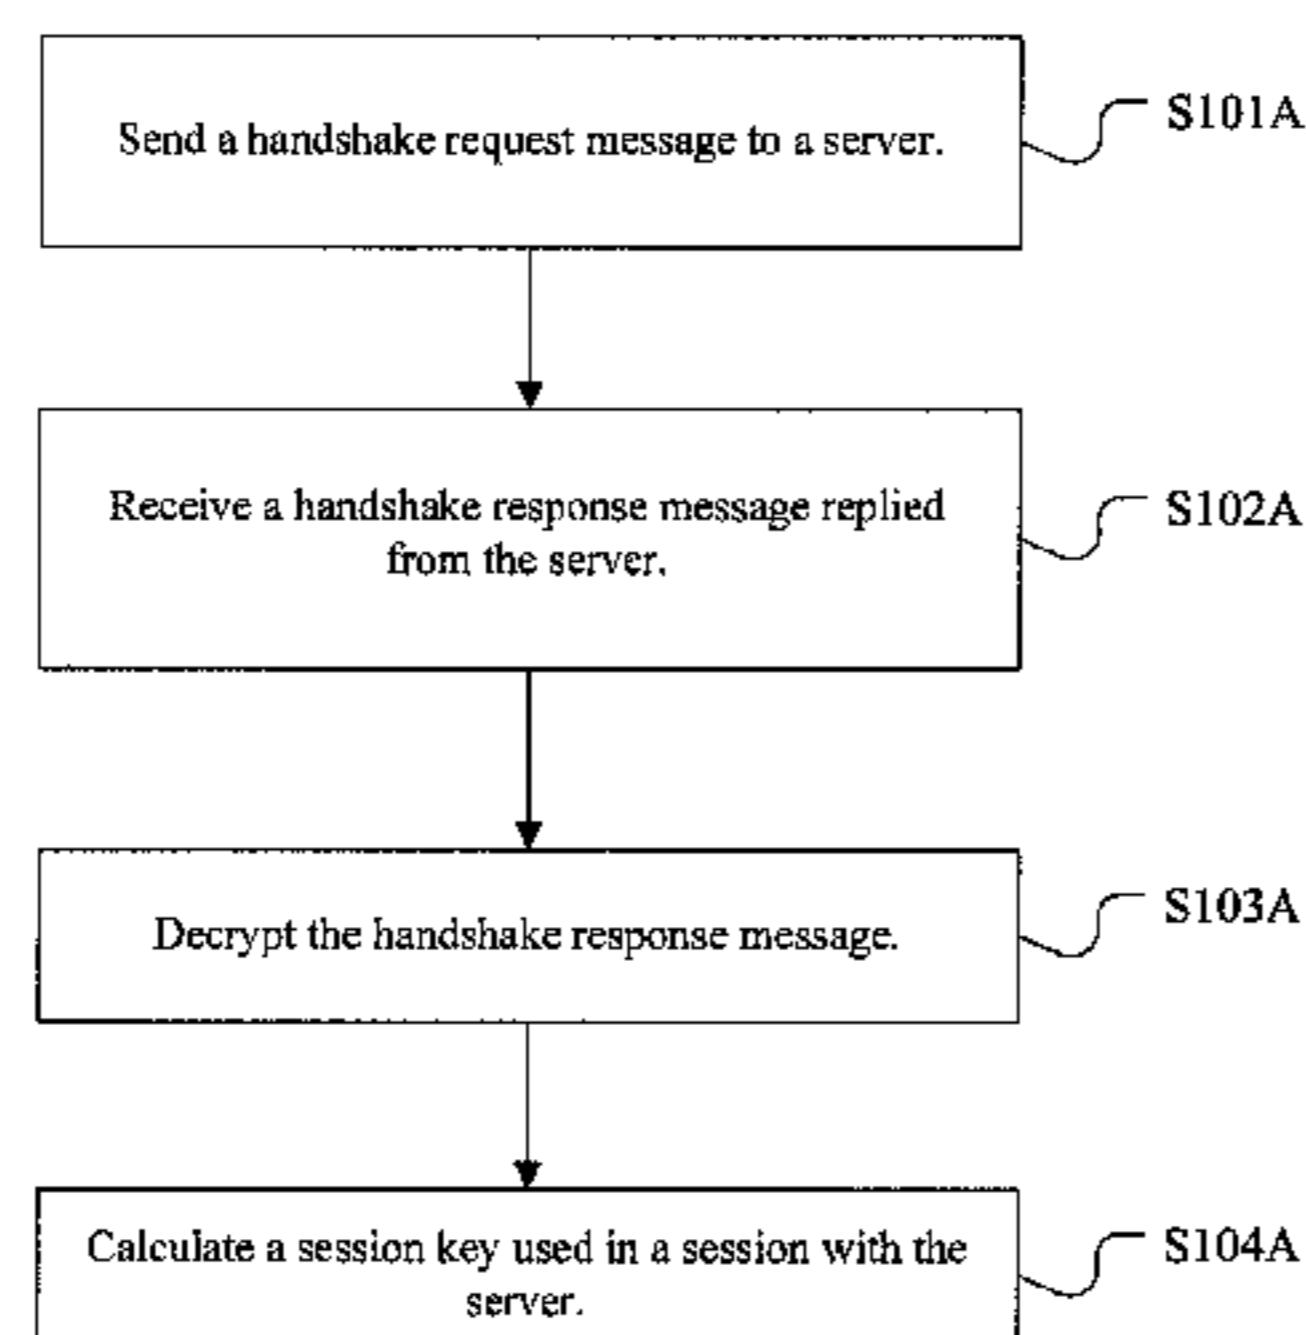 Send a handshake request message to a server.
S101A
Receive a handshake response message replied
from the server.
S102A
Decrypt the handshake response message.
S103A
Calculate a session key used in a session with the
server.
S104A